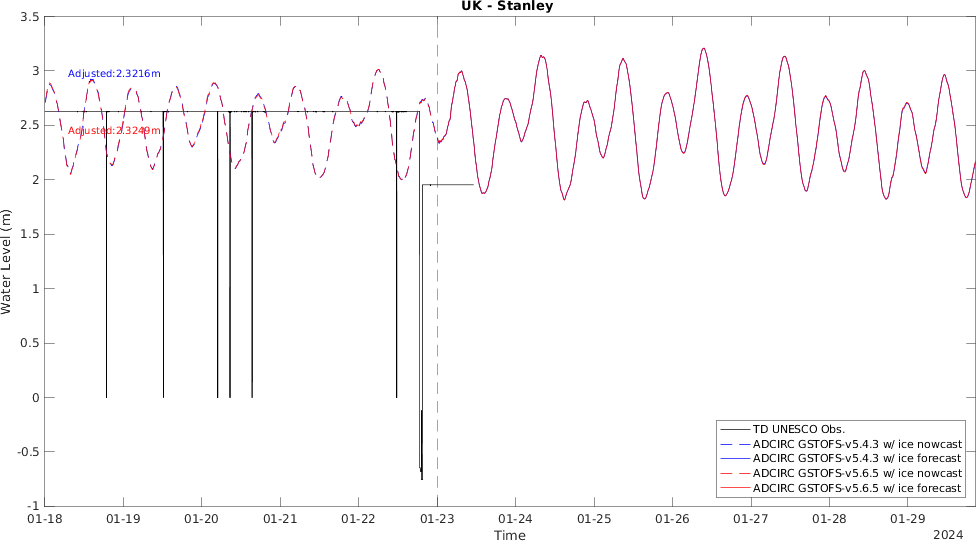 UK - Stanley
3.5
3
2.5
2
1.5
1
0.5
0
-0.5
-1
Water Level (m)
Adjusted:2.3216m
Adjusted:2.3249m
TD UNESCO Obs.
ADCIRC GSTOFS-v5.4.3 w/ ice nowcast
ADCIRC GSTOFS-v5.4.3 w/ ice forecast
ADCIRC GSTOFS-v5.6.5 w/ ice nowcast
ADCIRC GSTOFS-v5.6.5 w/ ice forecast
01-18 01-19 01-20 01-21 01-22 01-23 01-24 01-25 01-26 01-27 01-28 01-29
Time
2024